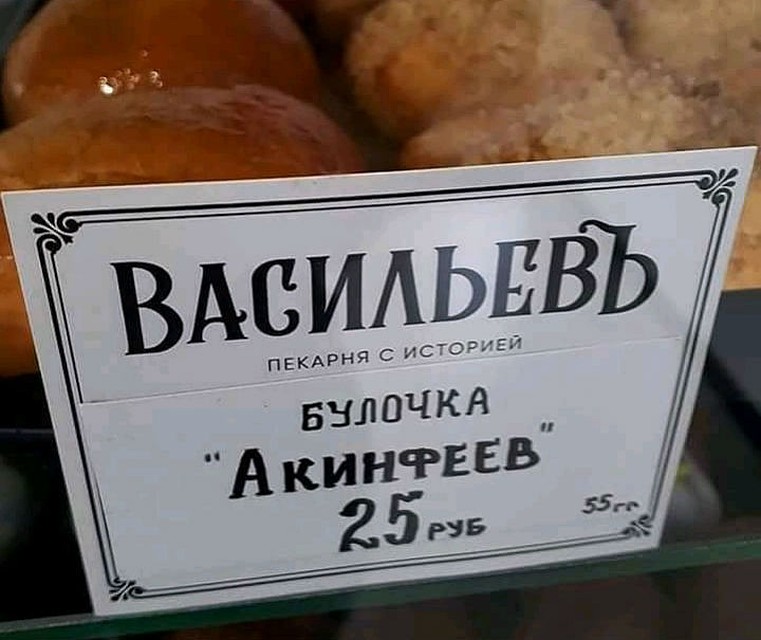 ВАСИЛЬЕВЪ
ПЕКАРНЯ С ИСТОРИЕЙ
БУЛОЧКА
"АКИНФЕЕВ"
25 РУБ
55гр